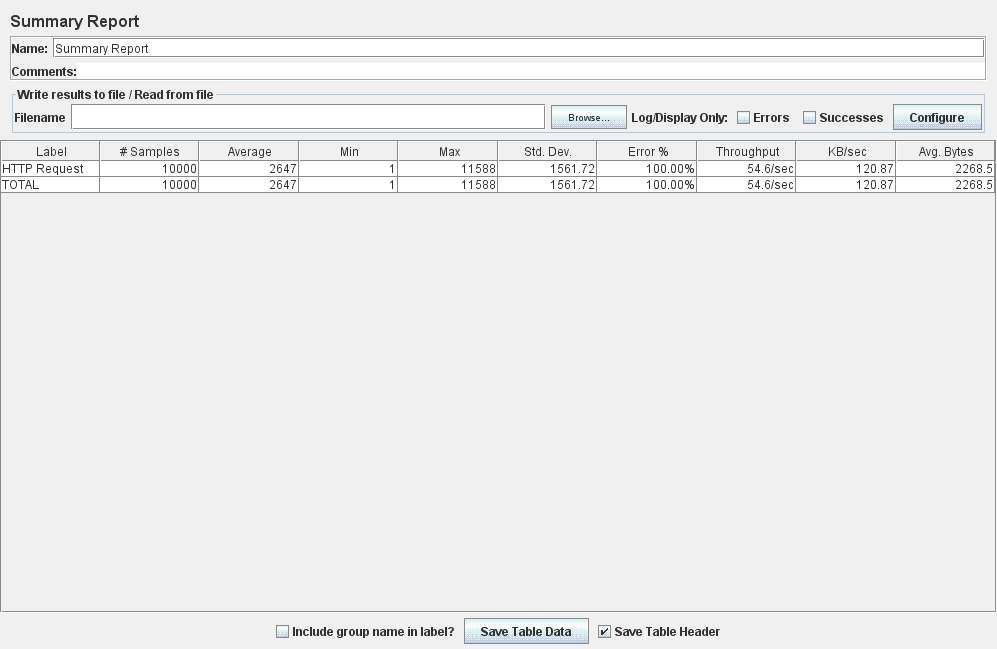 Summary Report
Name: Summary Report
Comments:
Write results to file / Read from file
Filename Browse... Log/Display Only: Errors Successes Configure
Label # Samples Average Min Max Std. Dev. Error % Throughput KB/sec Avg. Bytes
HTTP Request 10000 2647 1 11588 1561.72 100.00% 54.6/sec 120.87 2268.5
TOTAL 10000 2647 1 11588 1561.72 100.00% 54.6/sec 120.87 2268.5
Include group name in label? Save Table Data Save Table Header